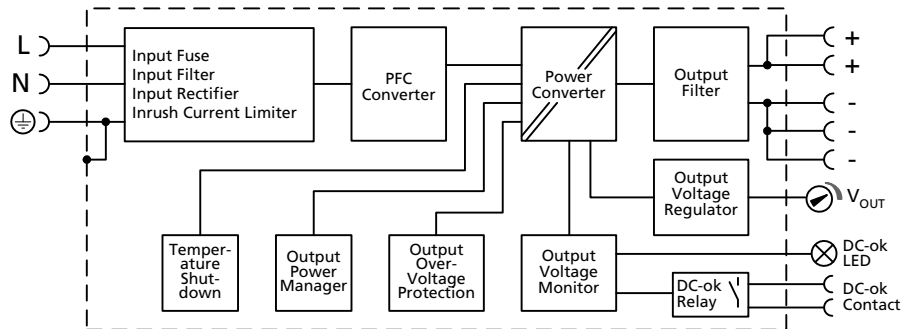 L
N
Input Fuse
Input Filter
Input Rectifier
Inrush Current Limiter
PFC
Converter
Power
Converter
Output
Filter
+
+
-
-
-
Output
Voltage
Regulator
VOUT
Temper-
ature
Shut-
down
Output
Power
Manager
Output
Over-
Voltage
Protection
Output
Voltage
Monitor
DC-ok
LED
DC-ok
Relay
DC-ok
Contact